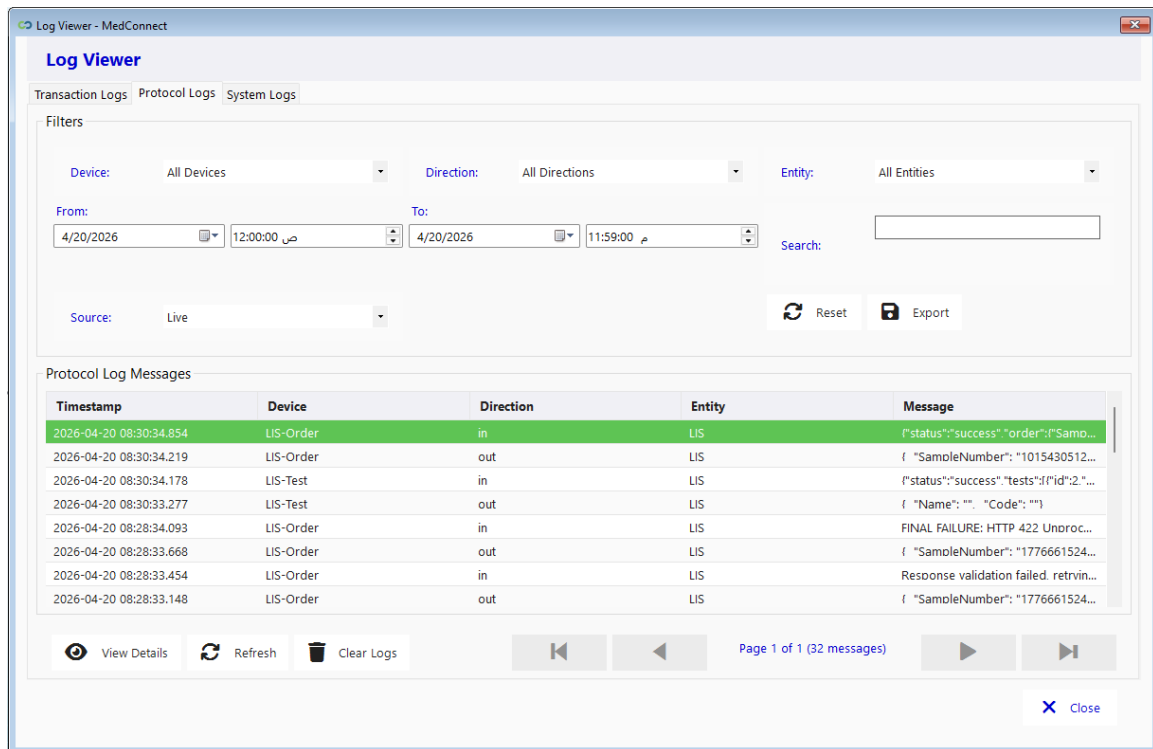 Log Viewer - MedConnect
Log Viewer
Transaction Logs Protocol Logs System Logs
Filters
Device: All Devices Direction: All Directions Entity: All Entities
From: To:
4/20/2026 12:00:00 ص 4/20/2026 11:59:00 م
Search:
Source: Live Reset Export
Protocol Log Messages
Timestamp Device Direction Entity Message
2026-04-20 08:30:34.854 LIS-Order in LIS {"status":"success","order":{"Samp...
2026-04-20 08:30:34.219 LIS-Order out LIS { "SampleNumber": "1015430512...
2026-04-20 08:30:34.178 LIS-Test in LIS {"status":"success","tests":[{"id":2,"...
2026-04-20 08:30:33.277 LIS-Test out LIS { "Name": "", "Code": ""}
2026-04-20 08:28:34.093 LIS-Order in LIS FINAL FAILURE: HTTP 422 Unproc...
2026-04-20 08:28:33.668 LIS-Order out LIS { "SampleNumber": "1776661524...
2026-04-20 08:28:33.454 LIS-Order in LIS Response validation failed, retryin...
2026-04-20 08:28:33.148 LIS-Order out LIS { "SampleNumber": "1776661524...
View Details Refresh Clear Logs Page 1 of 1 (32 messages)
Close